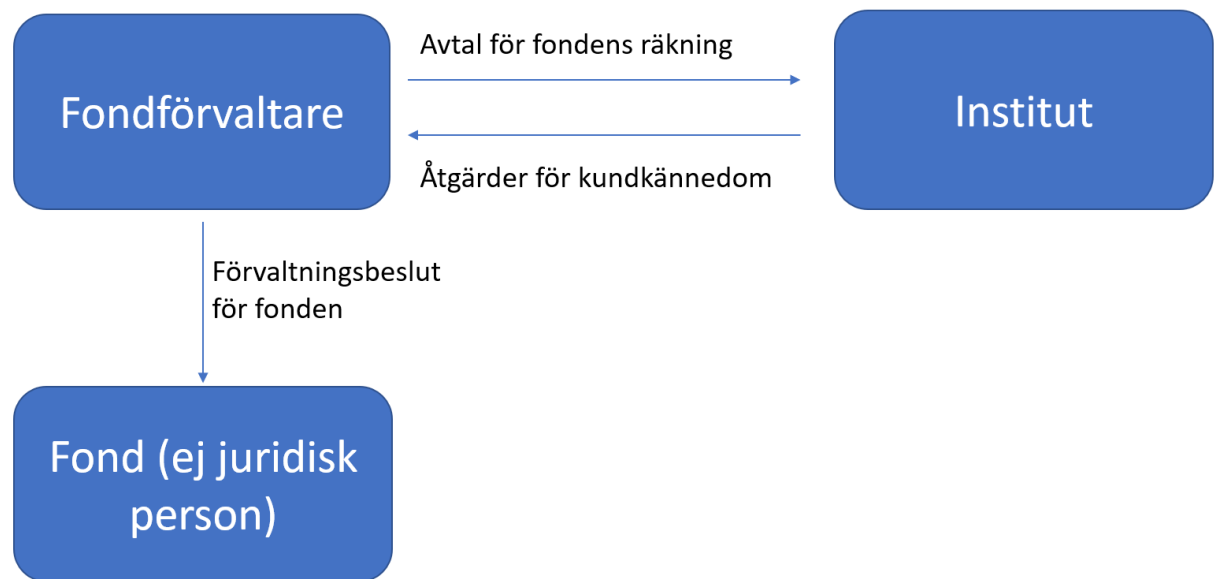 Fondförvaltare
Avtal för fondens räkning
Institut
Åtgärder för kundkännedom
Förvaltningsbeslut
för fonden
Fond (ej juridisk
person)